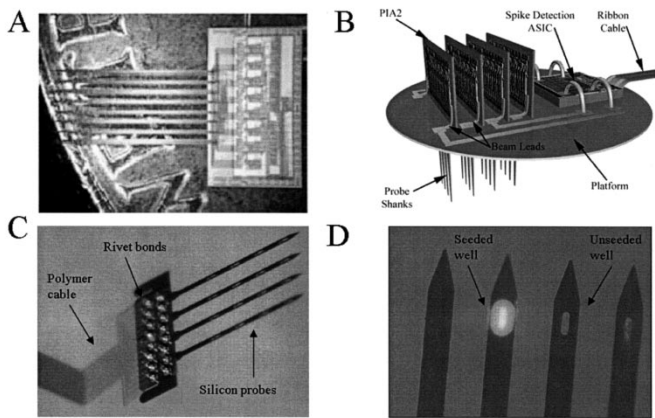 A
B
PIA2
Spike Detection
ASIC
Ribbon
Cable
Beam Leads
Probe
Shanks
Platform
C
Rivet bonds
Polymer
cable
Silicon probes
D
Seeded
well
Unseeded
well